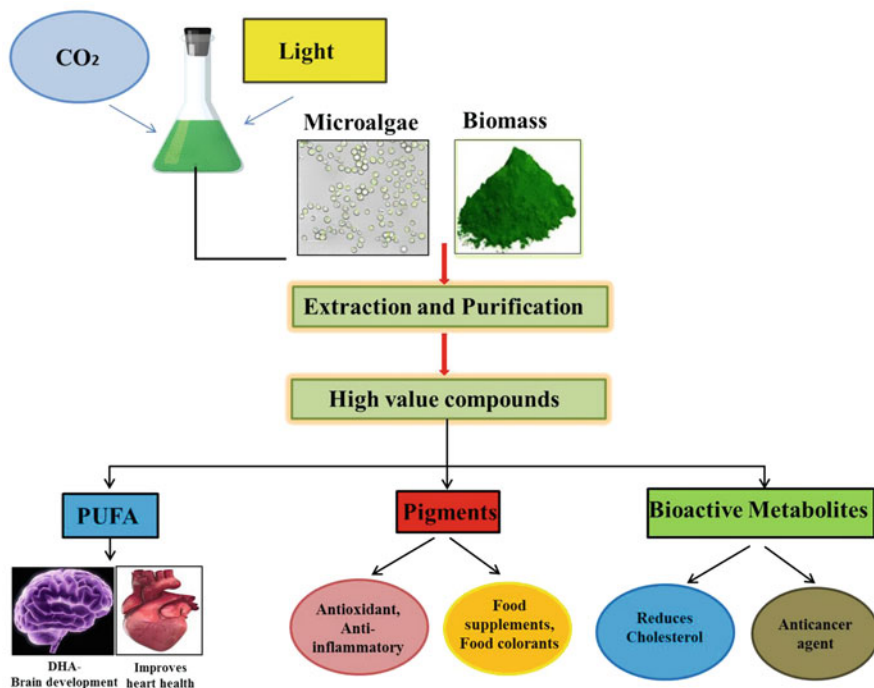 CO₂
Light
Microalgae
Biomass
Extraction and Purification
High value compounds
PUFA
Pigments
Bioactive Metabolites
DHA-
Brain development
Improves
heart health
Antioxidant,
Anti-
inflammatory
Food
supplements,
Food colorants
Reduces
Cholesterol
Anticancer
agent